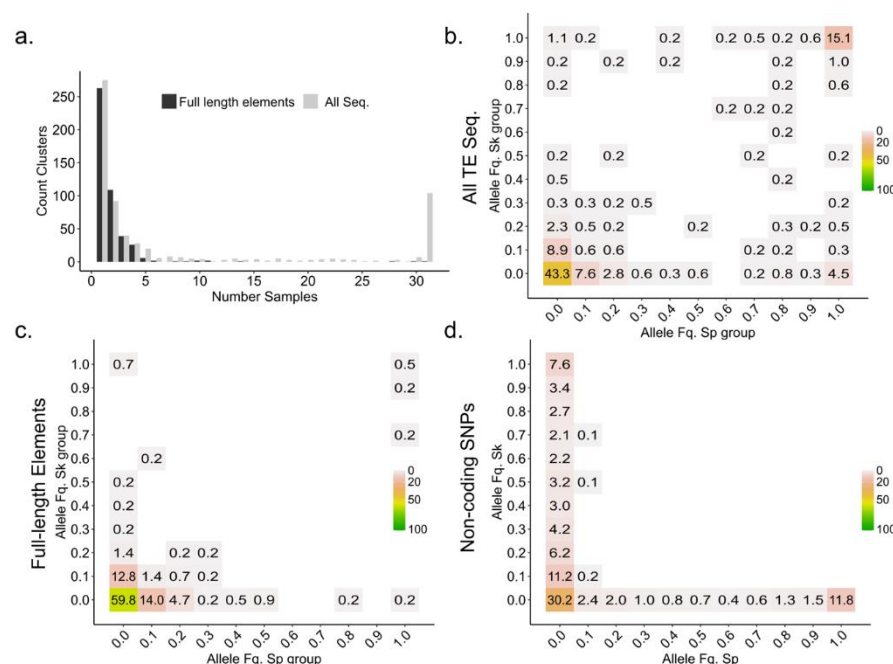 a.
Count Clusters
250
200
150
100
50
0
Full length elements All Seq.
0 5 10 15 20 25 30
Number Samples
b.
All TE Seq.
Allele Fq. Sk group
1.0 1.1 0.2 0.2 0.2 0.5 0.2 0.6 15.1
0.9 0.2 0.2 0.2 0.2 1.0
0.8 0.2 0.2 0.6
0.7 0.2 0.2 0.2
0.6 0.2
0.5 0.2 0.2 0.2 0.2
0.4 0.5 0.2
0.3 0.3 0.3 0.2 0.5 0.2
0.2 2.3 0.5 0.2 0.2 0.3 0.2 0.5
0.1 8.9 0.6 0.6 0.2 0.2 0.3
0.0 43.3 7.6 2.8 0.6 0.3 0.6 0.2 0.8 0.3 4.5
0.0 0.1 0.2 0.3 0.4 0.5 0.6 0.7 0.8 0.9 1.0
Allele Fq. Sp group
0
20
50
100
c.
Full-length Elements
Allele Fq. Sk group
1.0 0.7 0.5
0.9 0.2
0.8
0.7 0.2
0.6 0.2
0.5 0.2
0.4 0.2
0.3 0.2
0.2 1.4 0.2 0.2
0.1 12.8 1.4 0.7 0.2
0.0 59.8 14.0 4.7 0.2 0.5 0.9 0.2 0.2
0.0 0.1 0.2 0.3 0.4 0.5 0.6 0.7 0.8 0.9 1.0
Allele Fq. Sp group
0
20
50
100
d.
Non-coding SNPs
Allele Fq. Sk
1.0 7.6
0.9 3.4
0.8 2.7
0.7 2.1 0.1
0.6 2.2
0.5 3.2 0.1
0.4 3.0
0.3 4.2
0.2 6.2
0.1 11.2 0.2
0.0 30.2 2.4 2.0 1.0 0.8 0.7 0.4 0.6 1.3 1.5 11.8
0.0 0.1 0.2 0.3 0.4 0.5 0.6 0.7 0.8 0.9 1.0
Allele Fq. Sp
0
20
50
100